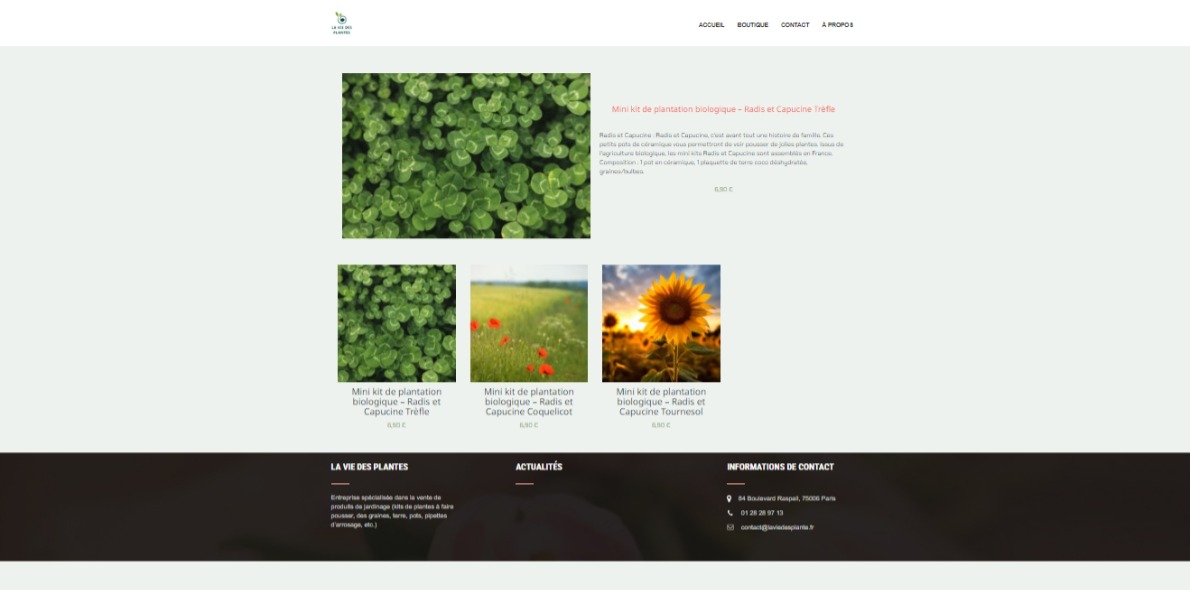 LA VIE DES
PLANTES
ACCUEIL BOUTIQUE CONTACT À PROPOS
Mini kit de plantation biologique – Radis et Capucine Trèfle
Radis et Capucine : Radis et Capucine, c'est avant tout une histoire de famille. Ces
petits pots de céramique vous permettront de voir pousser de jolies plantes. Issus de
l'agriculture biologique, les mini kits Radis et Capucine sont assemblés en France.
Composition : 1 pot en céramique, 1 plaquette de terre coco déshydratée,
graines/bulbes.
6,90 €
Mini kit de plantation
biologique – Radis et
Capucine Trèfle
6,90 €
Mini kit de plantation
biologique – Radis et
Capucine Coquelicot
6,90 €
Mini kit de plantation
biologique – Radis et
Capucine Tournesol
6,90 €
LA VIE DES PLANTES
Entreprise spécialisée dans la vente de
produits de jardinage (kits de plantes à faire
pousser, des graines, terre, pots, pipettes
d'arrosage, etc.)
ACTUALITÉS
INFORMATIONS DE CONTACT
84 Boulevard Raspail, 75006 Paris
01 28 28 97 13
contact@laviedesplante.fr